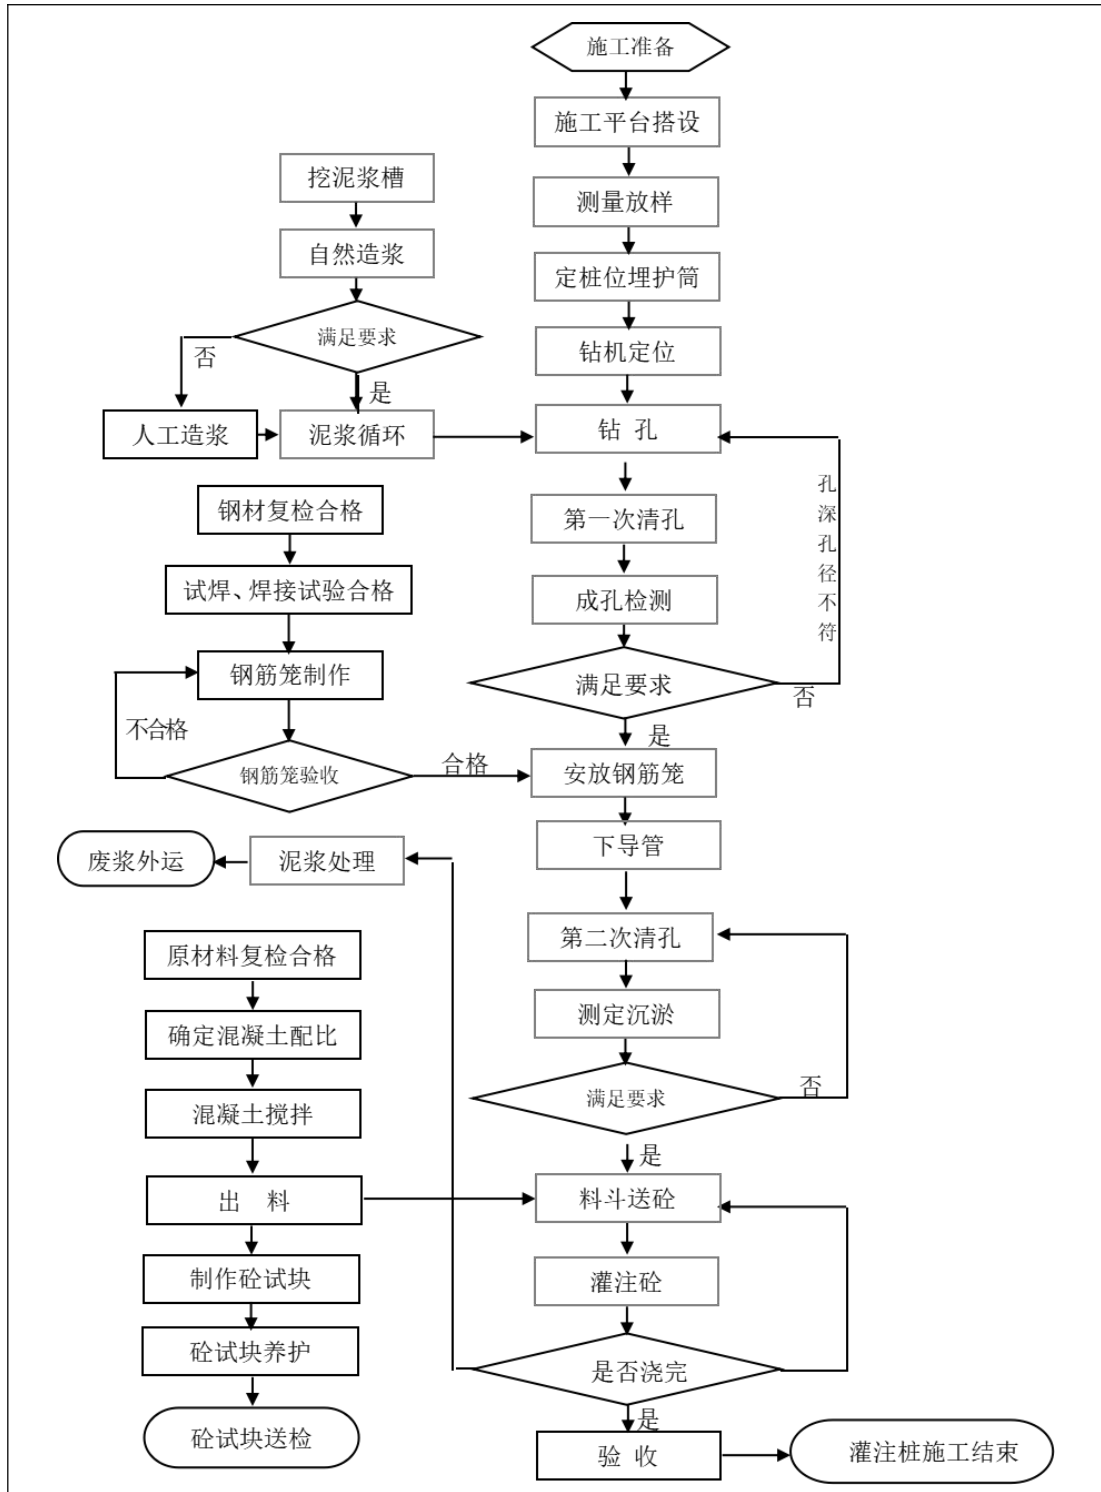 施工准备
施工平台搭设
挖泥浆槽
测量放样
自然造浆
定桩位埋护筒
满足要求
钻机定位
否
是
人工造浆
泥浆循环
钻 孔
孔深孔径不符
钢材复检合格
第一次清孔
试焊、焊接试验合格
成孔检测
钢筋笼制作
满足要求
否
不合格
是
钢筋笼验收
合格
安放钢筋笼
下导管
废浆外运
泥浆处理
第二次清孔
原材料复检合格
测定沉淤
确定混凝土配比
满足要求
否
混凝土搅拌
是
出 料
料斗送砼
制作砼试块
灌注砼
砼试块养护
是否浇完
是
砼试块送检
验 收
灌注桩施工结束